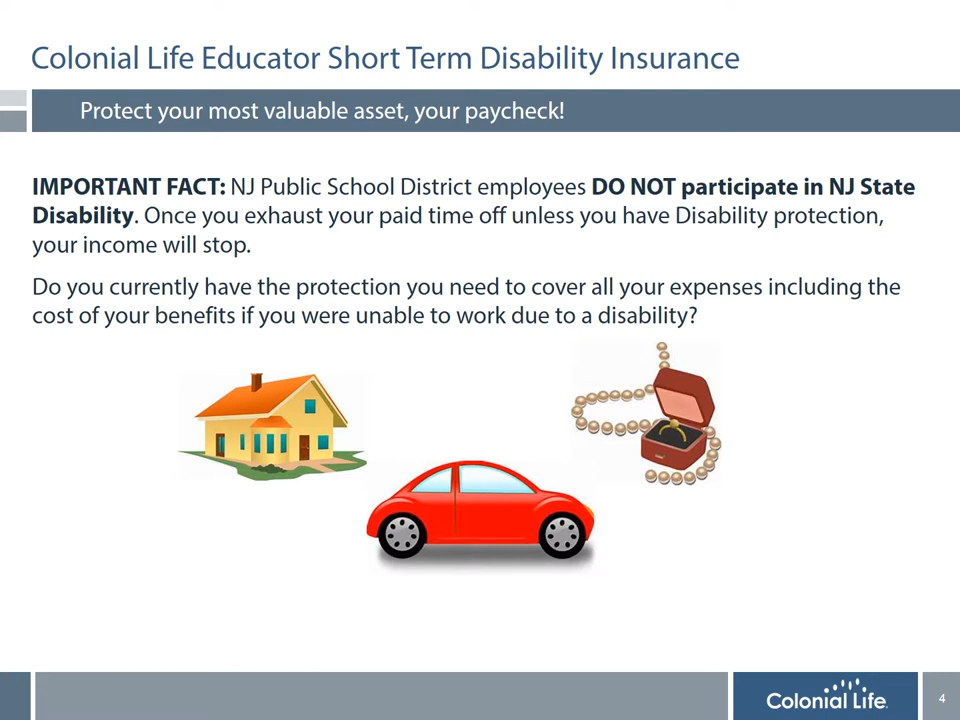 Colonial Life Educator Short Term Disability Insurance
Protect your most valuable asset, your paycheck!
IMPORTANT FACT: NJ Public School District employees DO NOT participate in NJ State
Disability. Once you exhaust your paid time off unless you have Disability protection,
your income will stop.
Do you currently have the protection you need to cover all your expenses including the
cost of your benefits if you were unable to work due to a disability?
Colonial Life.
4